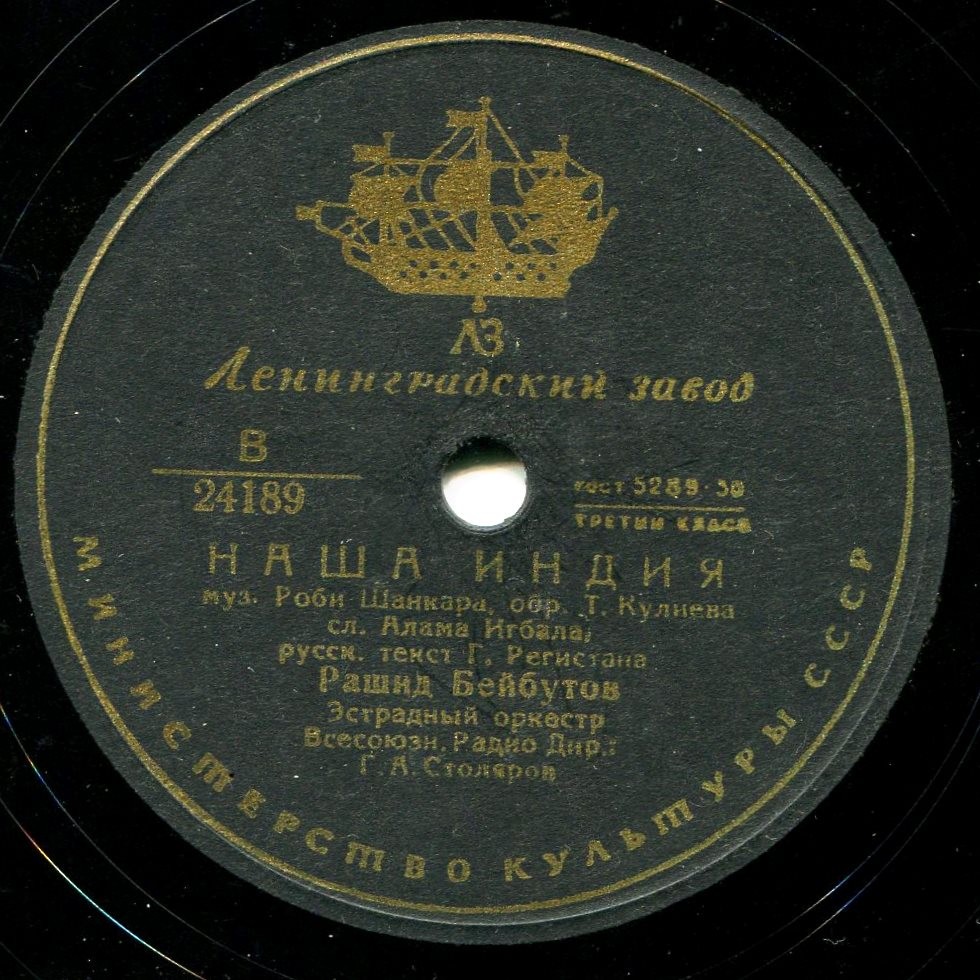 ЛЗ
Ленинградский завод
В
24189
ГОСТ 5289-50
ТРЕТИЙ КЛАСС
НАША ИНДИЯ
муз. Роби Шанкара, обр. Т. Кулиева
сл. Алама Игбала,
русск. текст Г. Регистана
Рашид Бейбутов
Эстрадный оркестр
Всесоюзн. Радио Дир.:
Г. А. Столяров
МИНИСТЕРСТВО КУЛЬТУРЫ СССР